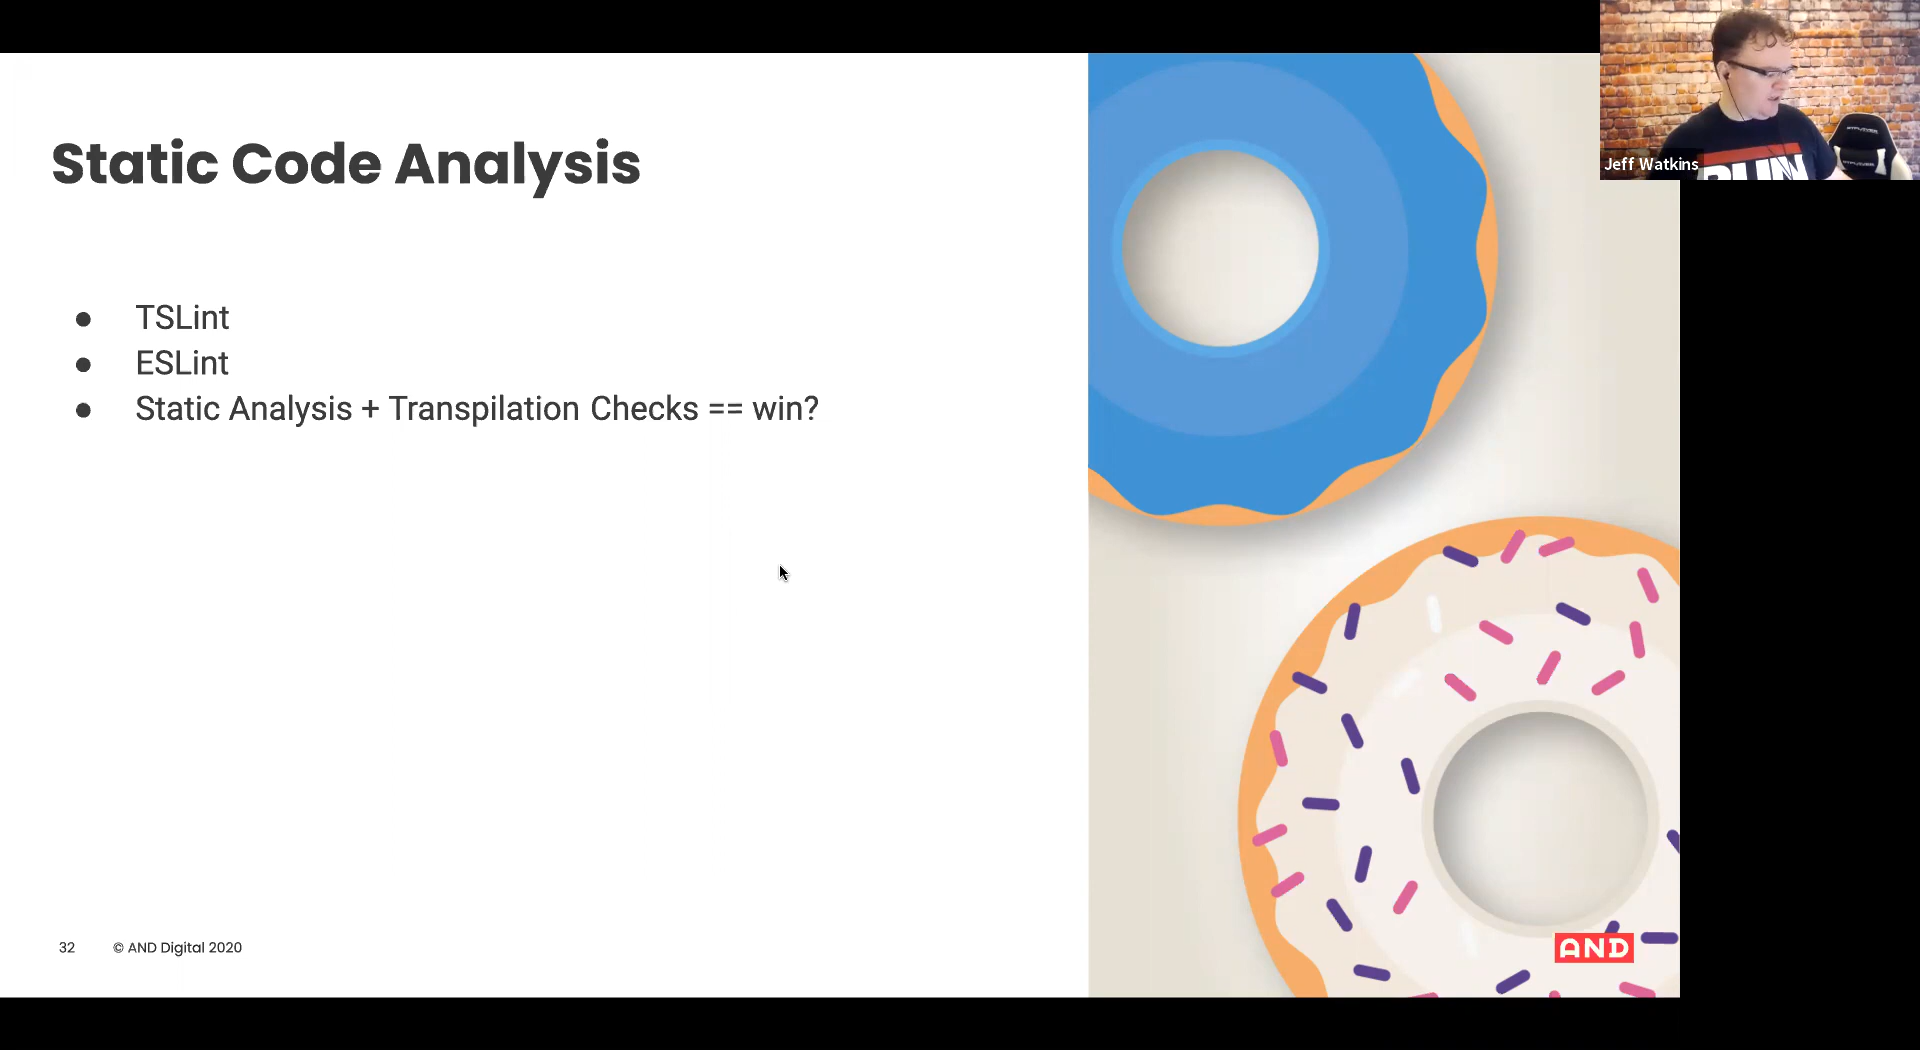 Static Code Analysis
● TSLint
● ESLint
● Static Analysis + Transpilation Checks == win?
32 © AND Digital 2020
AND
Jeff Watkins